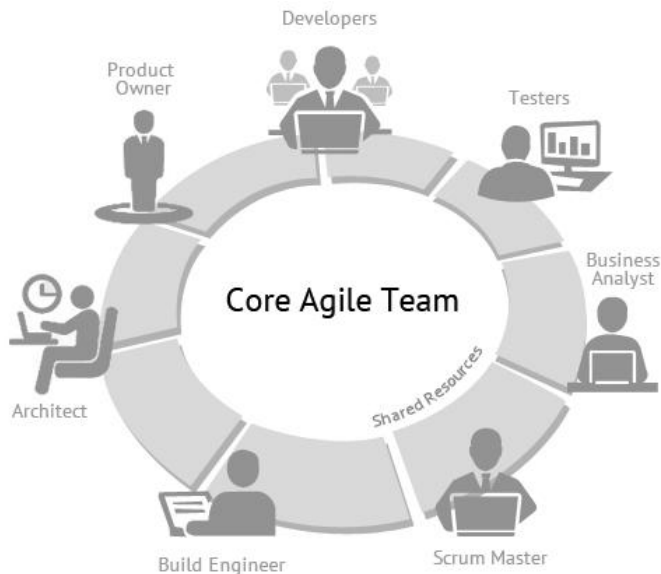 Developers
Product
Owner
Testers
Business
Analyst
Core Agile Team
Shared Resources
Architect
Scrum Master
Build Engineer